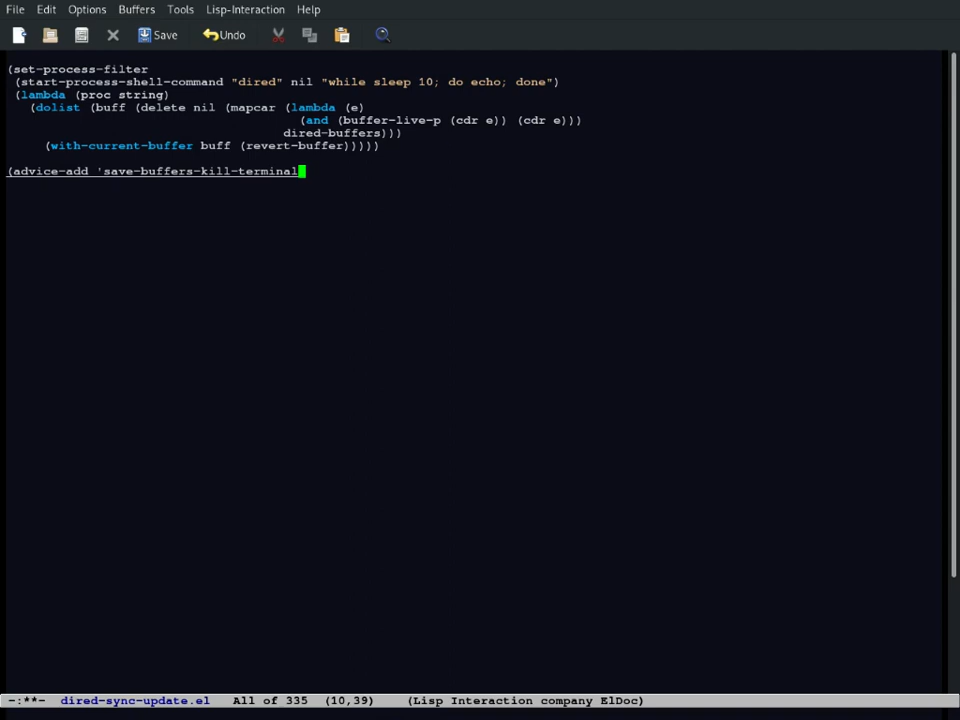 File Edit Options Buffers Tools Lisp-Interaction Help
Save Undo
(set-process-filter
 (start-process-shell-command "dired" nil "while sleep 10; do echo; done")
 (lambda (proc string)
   (dolist (buff (delete nil (mapcar (lambda (e)
                                       (and (buffer-live-p (cdr e)) (cdr e)))
                                     dired-buffers)))
     (with-current-buffer buff (revert-buffer)))))
(advice-add 'save-buffers-kill-terminal
-:**-  dired-sync-update.el   All of 335  (10,39)    (Lisp Interaction company ElDoc)